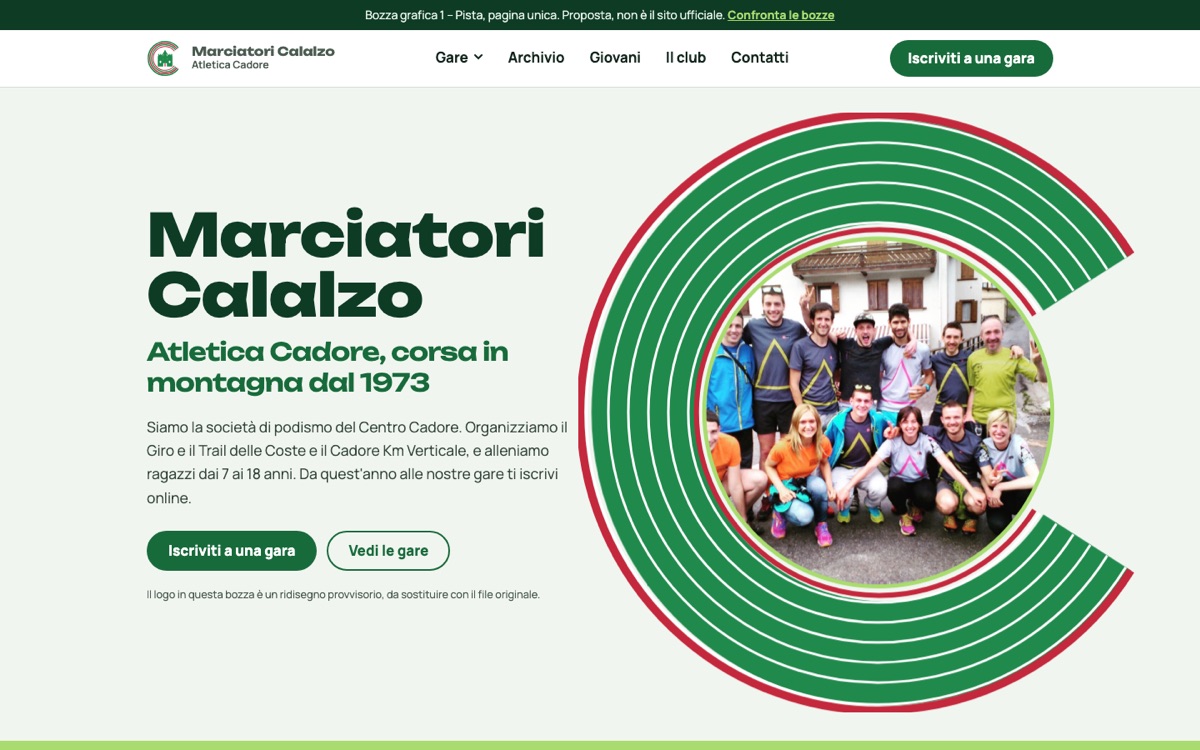 Bozza grafica 1 – Pista, pagina unica. Proposta, non è il sito ufficiale. Confronta le bozze
Marciatori Calalzo
Atletica Cadore
Gare
Archivio
Giovani
Il club
Contatti
Iscriviti a una gara
Marciatori
Calalzo
Atletica Cadore, corsa in
montagna dal 1973
Siamo la società di podismo del Centro Cadore. Organizziamo il
Giro e il Trail delle Coste e il Cadore Km Verticale, e alleniamo
ragazzi dai 7 ai 18 anni. Da quest'anno alle nostre gare ti iscrivi
online.
Iscriviti a una gara
Vedi le gare
Il logo in questa bozza è un ridisegno provvisorio, da sostituire con il file originale.